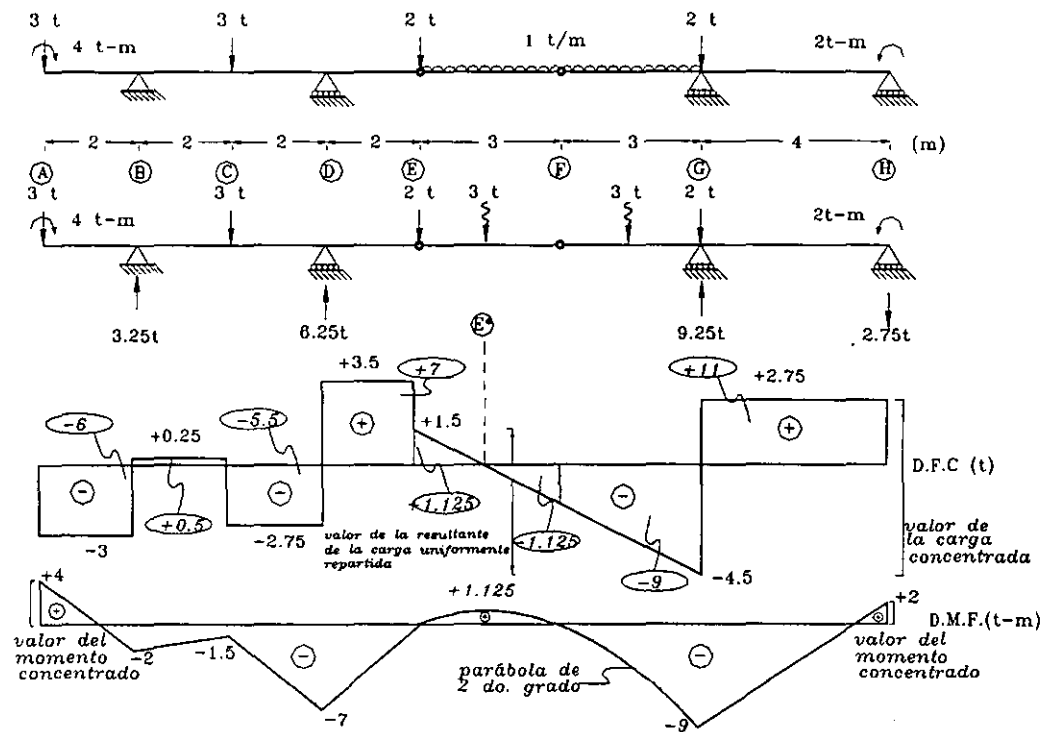 3 t
4 t-m
3 t
2 t
1 t/m
2 t
2t-m
2 2 2 2 3 3 4 (m)
A B C D E F G H
3 t
4 t-m
3 t
2 t
3 t
3 t
2 t
2t-m
3.25t
6.25t
E*
9.25t
2.75t
+3.5
+7
+11
+2.75
-6
+0.25
-5.5
+1.5
+
+
D.F.C (t)
-
-
-
+1.125
-1.125
+0.5
-3
-2.75
valor de la resultante
de la carga uniformente
repartida
-9
-4.5
valor de
la carga
concentrada
+4
+1.125
+2
+
+
+
D.M.F.(t-m)
valor del
momento
concentrado
-2
-1.5
-
-
parábola de
2 do. grado
valor del
momento
concentrado
-7
-9